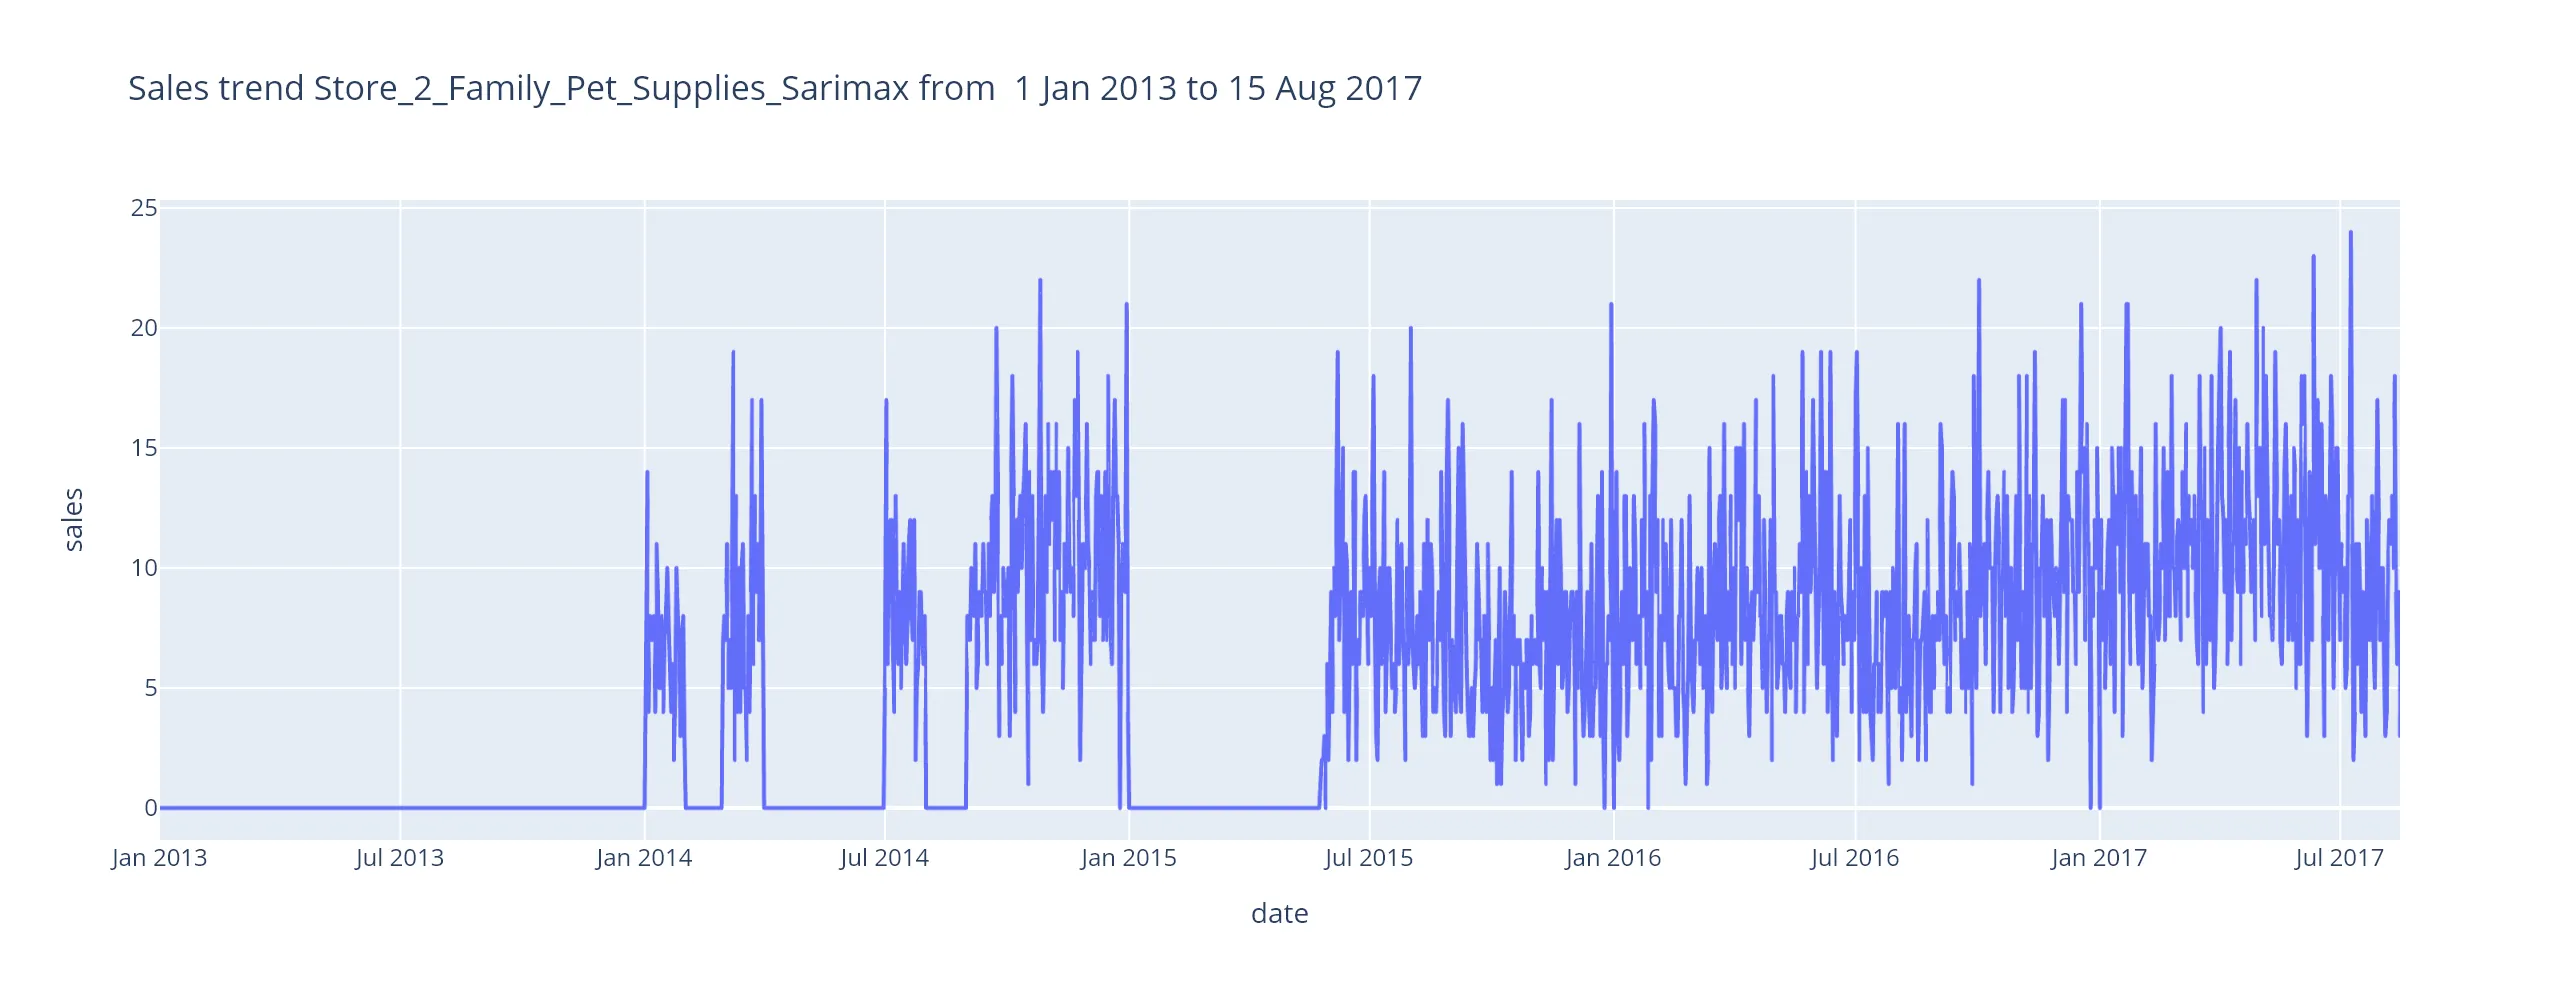 Sales trend Store_2_Family_Pet_Supplies_Sarimax from  1 Jan 2013 to 15 Aug 2017
25
20
15
10
5
0
sales
Jan 2013 Jul 2013 Jan 2014 Jul 2014 Jan 2015 Jul 2015 Jan 2016 Jul 2016 Jan 2017 Jul 2017
date